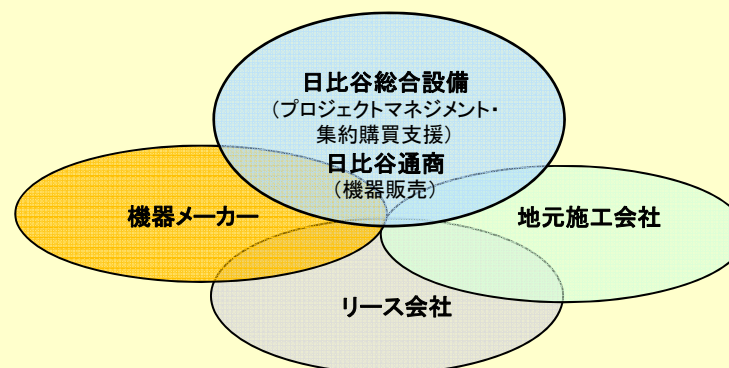 日比谷総合設備
（プロジェクトマネジメント・
集約購買支援）
日比谷通商
（機器販売）
機器メーカー
地元施工会社
リース会社